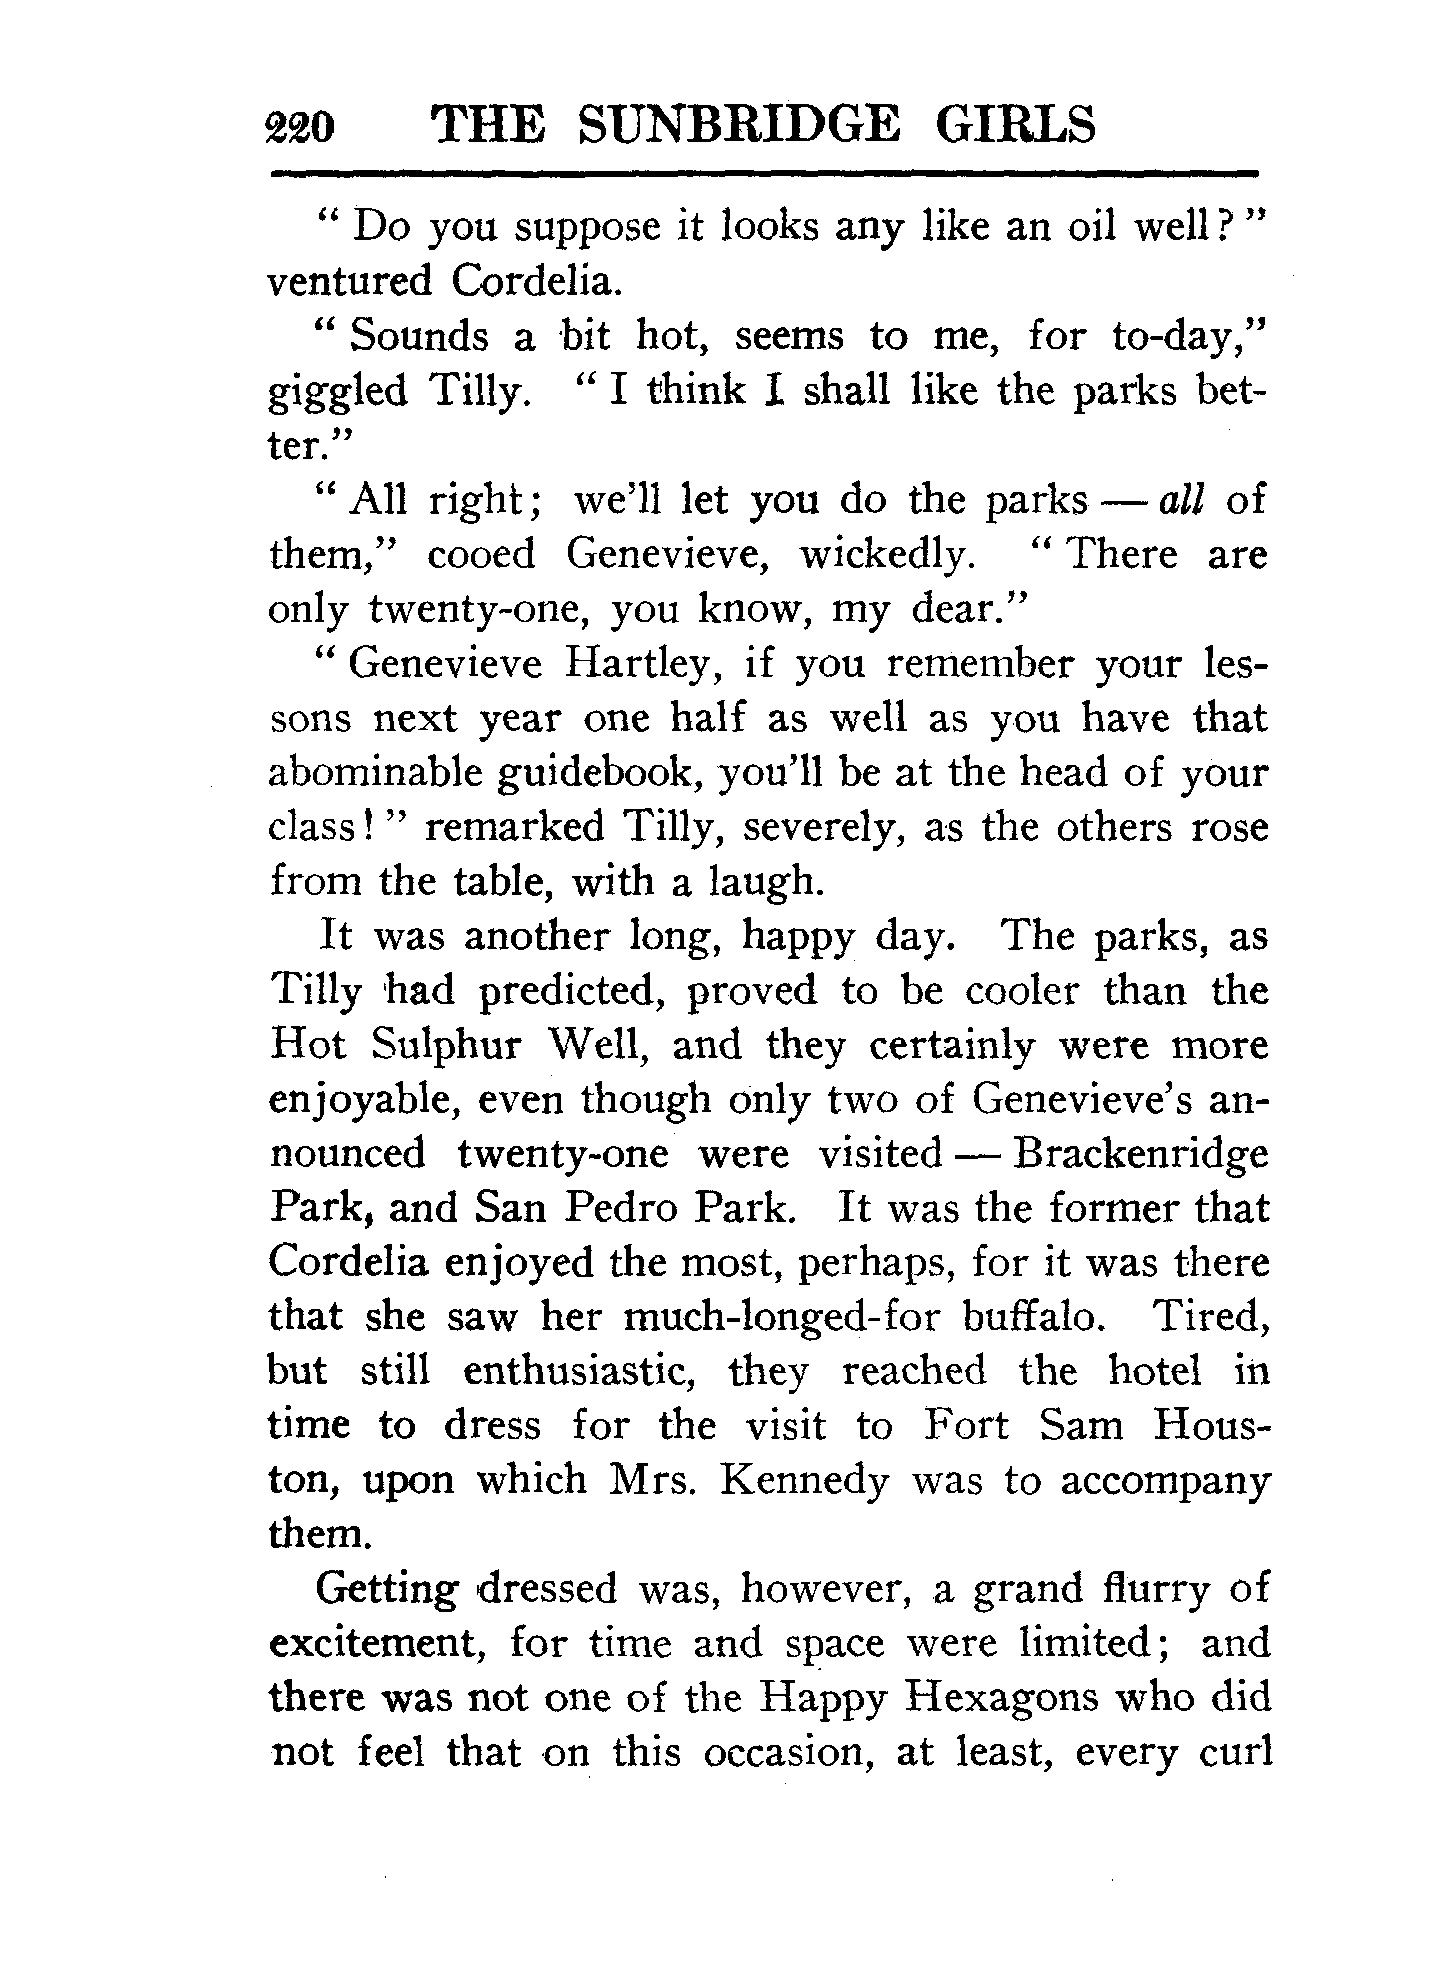 220 THE SUNBRIDGE GIRLS
" Do you suppose it looks any like an oil well? "
ventured Cordelia.
" Sounds a bit hot, seems to me, for to-day,"
giggled Tilly. " I think I shall like the parks bet-
ter."
" All right; we'll let you do the parks — all of
them," cooed Genevieve, wickedly. " There are
only twenty-one, you know, my dear."
" Genevieve Hartley, if you remember your les-
sons next year one half as well as you have that
abominable guidebook, you'll be at the head of your
class! " remarked Tilly, severely, as the others rose
from the table, with a laugh.
It was another long, happy day. The parks, as
Tilly had predicted, proved to be cooler than the
Hot Sulphur Well, and they certainly were more
enjoyable, even though only two of Genevieve's an-
nounced twenty-one were visited — Brackenridge
Park, and San Pedro Park. It was the former that
Cordelia enjoyed the most, perhaps, for it was there
that she saw her much-longed-for buffalo. Tired,
but still enthusiastic, they reached the hotel in
time to dress for the visit to Fort Sam Hous-
ton, upon which Mrs. Kennedy was to accompany
them.
Getting dressed was, however, a grand flurry of
excitement, for time and space were limited; and
there was not one of the Happy Hexagons who did
not feel that on this occasion, at least, every curl